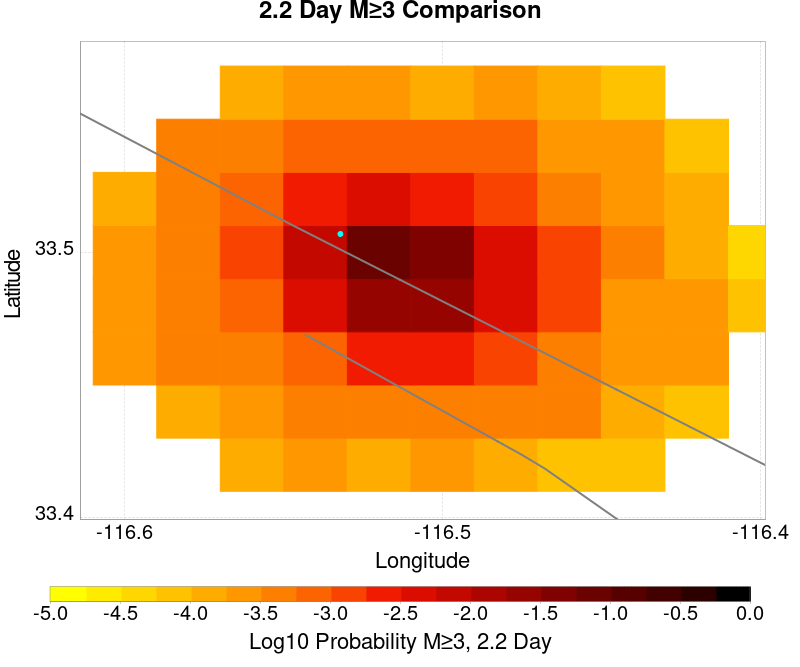 2.2 Day M≥3 Comparison
Latitude
33.5
33.4
-116.6 -116.5 -116.4
Longitude
-5.0 -4.5 -4.0 -3.5 -3.0 -2.5 -2.0 -1.5 -1.0 -0.5 0.0
Log10 Probability M≥3, 2.2 Day